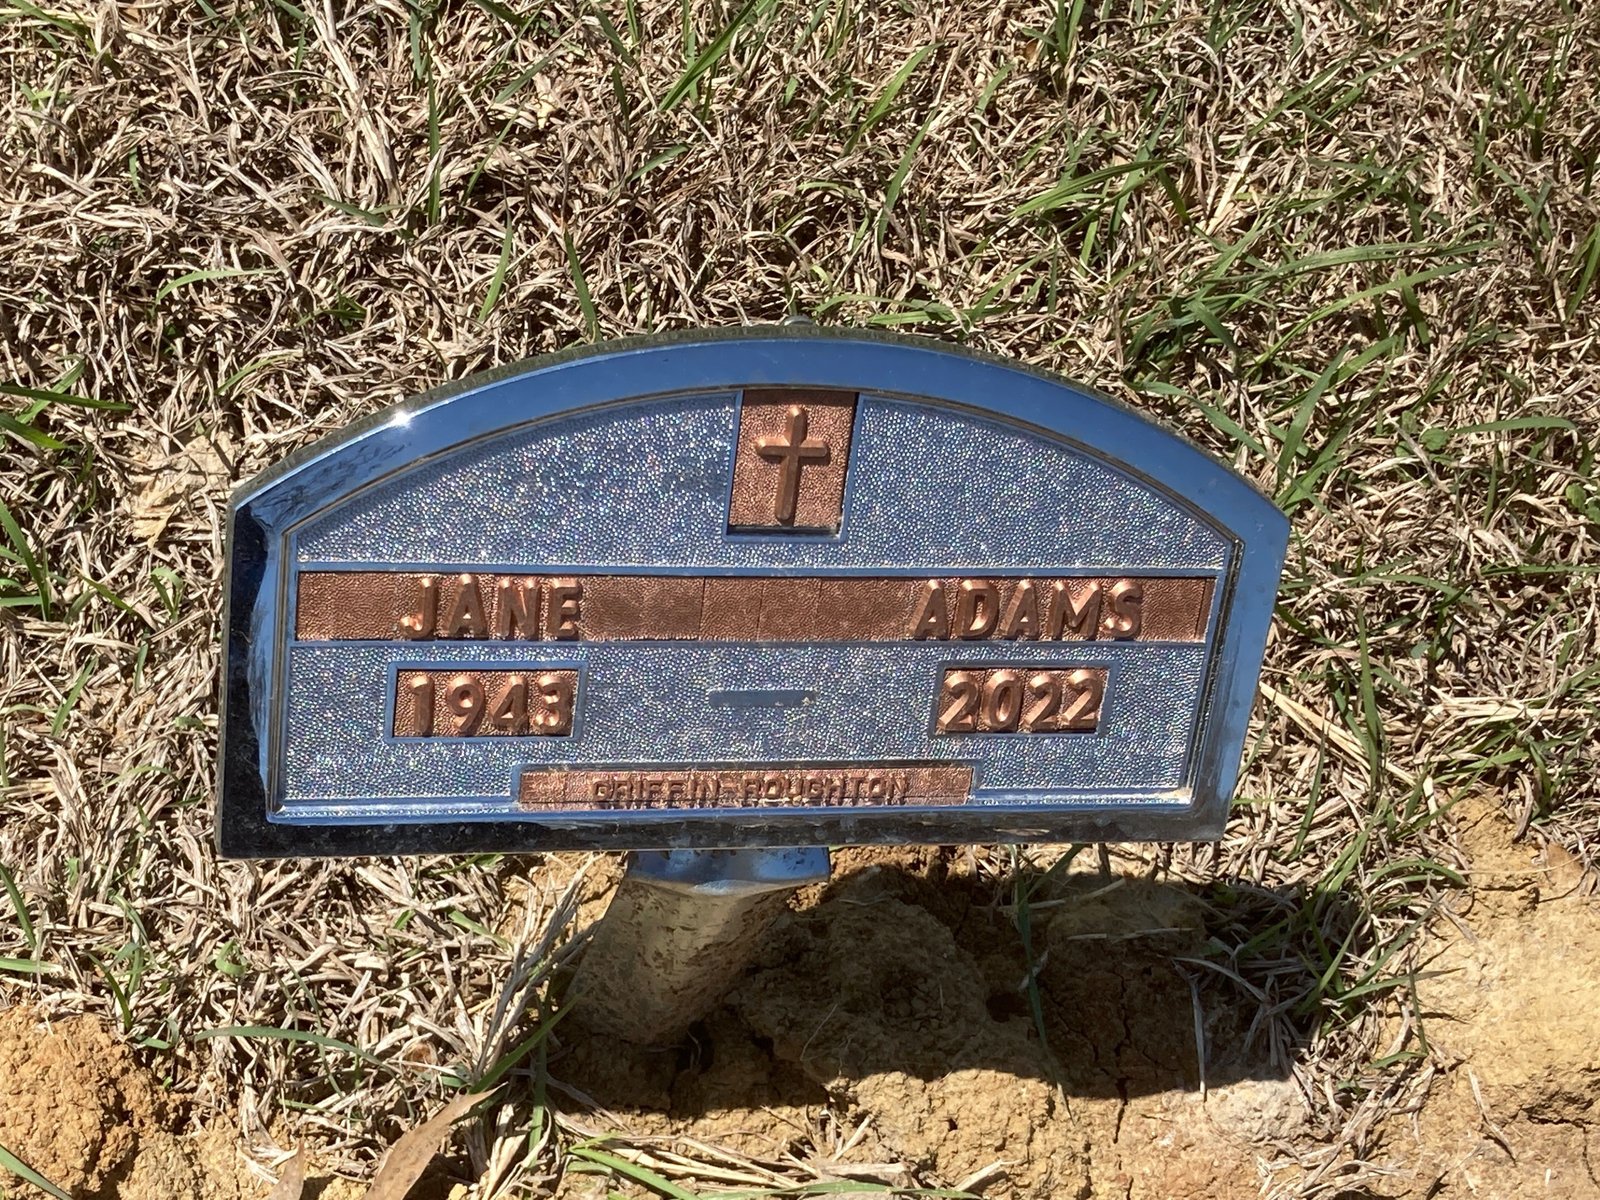 JANE ADAMS
1943 — 2022
GRIFFIN-ROUGHTON